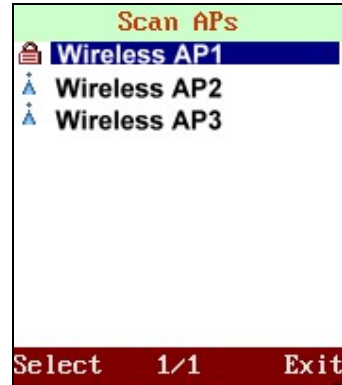 Scan APs
Wireless AP1
Wireless AP2
Wireless AP3
Select 1/1 Exit